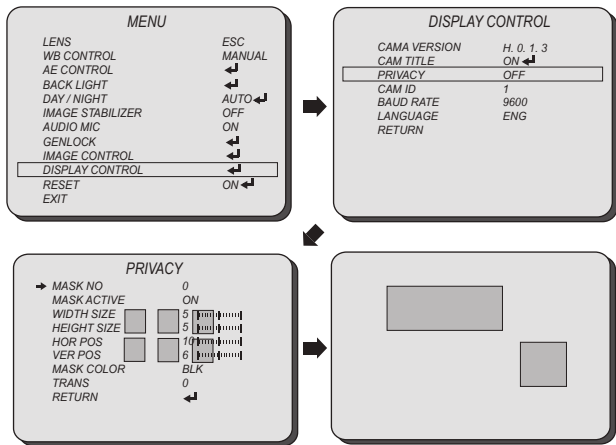 MENU
LENS ESC
WB CONTROL MANUAL
AE CONTROL ↲
BACK LIGHT ↲
DAY / NIGHT AUTO ↲
IMAGE STABILIZER OFF
AUDIO MIC ON
GENLOCK ↲
IMAGE CONTROL ↲
DISPLAY CONTROL ↲
RESET ON ↲
EXIT
DISPLAY CONTROL
CAMA VERSION H. 0. 1. 3
CAM TITLE ON ↲
PRIVACY OFF
CAM ID 1
BAUD RATE 9600
LANGUAGE ENG
RETURN
PRIVACY
MASK NO 0
MASK ACTIVE ON
WIDTH SIZE 5
HEIGHT SIZE 5
HOR POS 10
VER POS 6
MASK COLOR BLK
TRANS 0
RETURN ↲